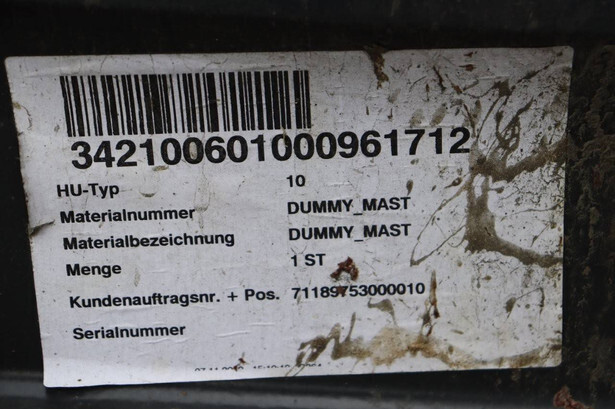 342100601000961712
HU-Typ 10
Materialnummer DUMMY_MAST
Materialbezeichnung DUMMY_MAST
Menge 1 ST
Kundenauftragsnr. + Pos. 71189753000010
Serialnummer